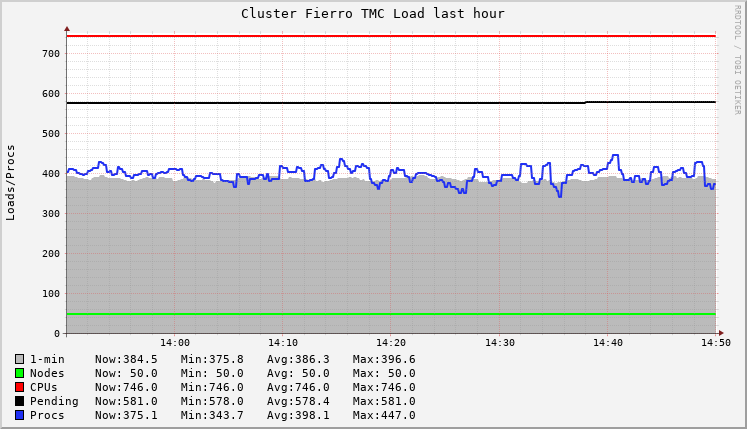 Cluster Fierro TMC Load last hour
RRDTOOL / TOBI OETIKER
Loads/Procs
700
600
500
400
300
200
100
0
14:00 14:10 14:20 14:30 14:40 14:50
1-min Now:384.5 Min:375.8 Avg:386.3 Max:396.6
Nodes Now: 50.0 Min: 50.0 Avg: 50.0 Max: 50.0
CPUs Now:746.0 Min:746.0 Avg:746.0 Max:746.0
Pending Now:581.0 Min:578.0 Avg:578.4 Max:581.0
Procs Now:375.1 Min:343.7 Avg:398.1 Max:447.0